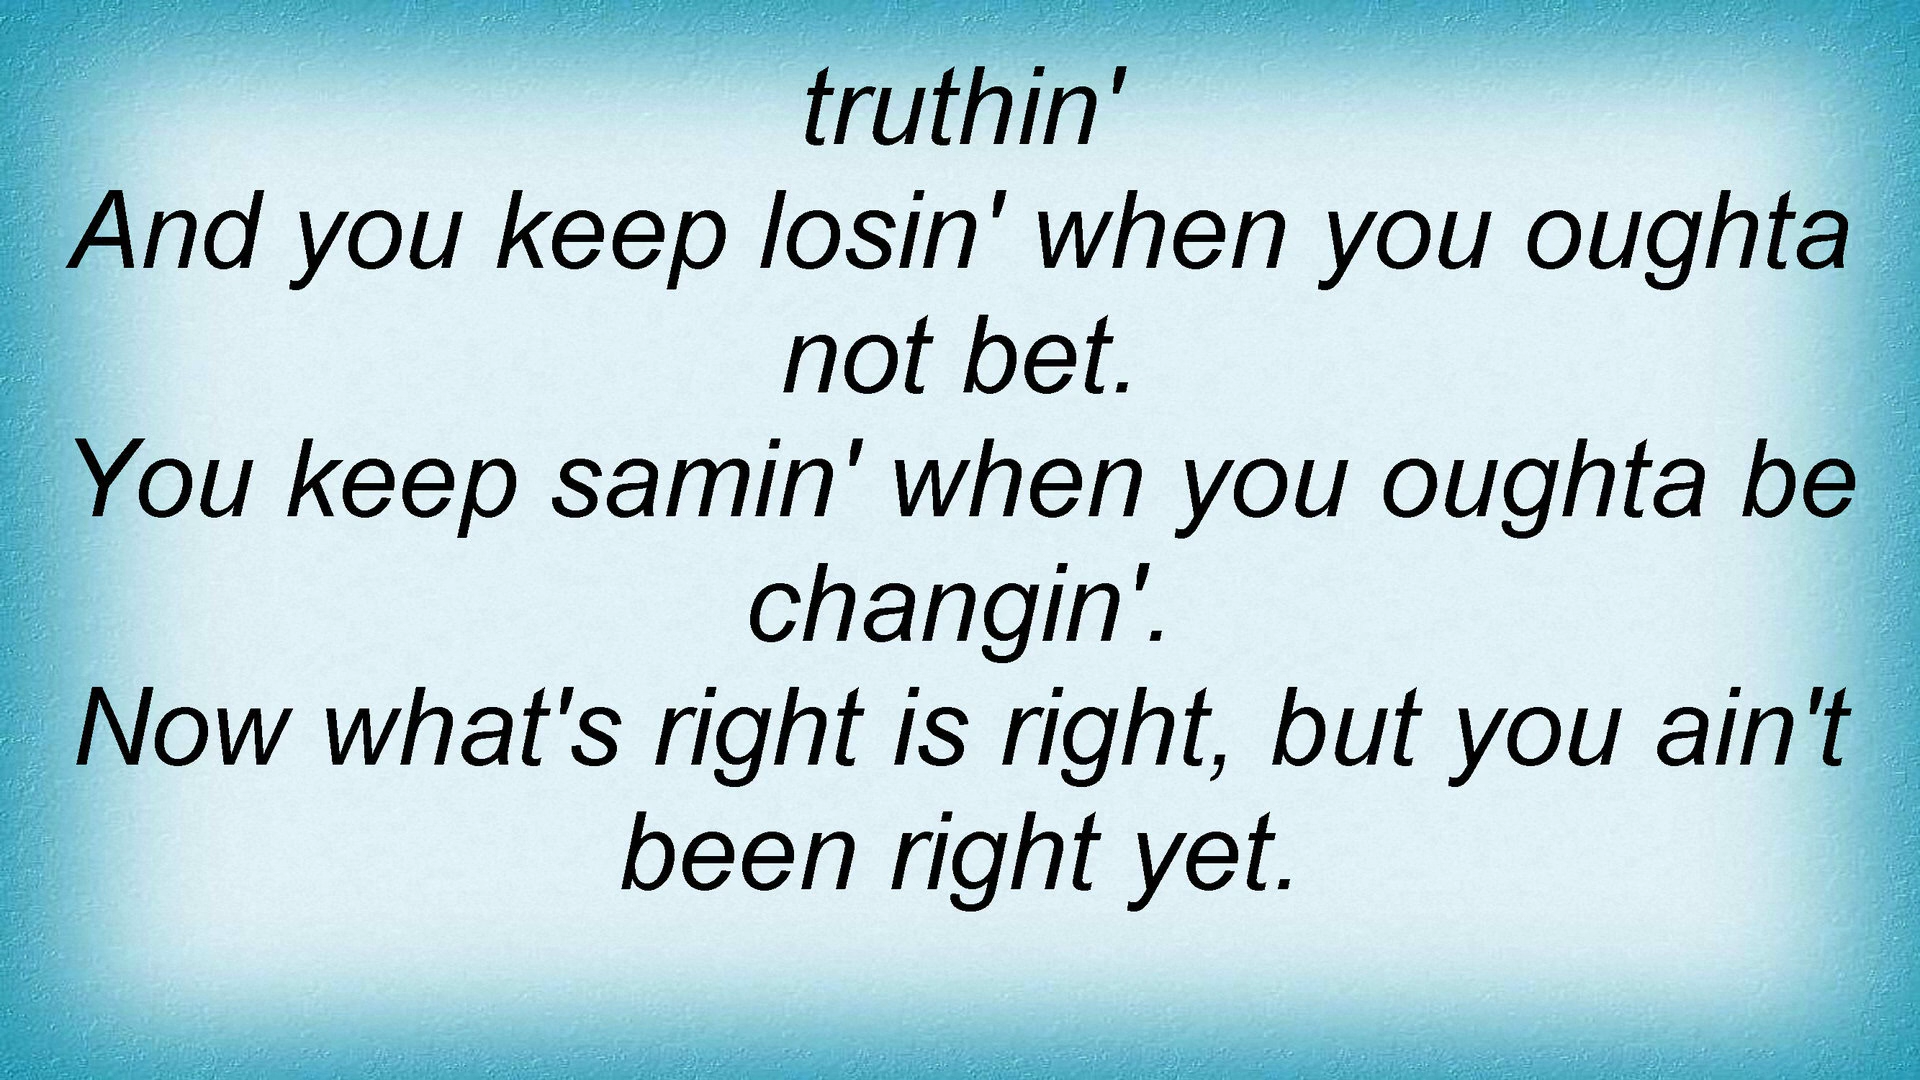 truthin'
And you keep losin' when you oughta
not bet.
You keep samin' when you oughta be
changin'.
Now what's right is right, but you ain't
been right yet.